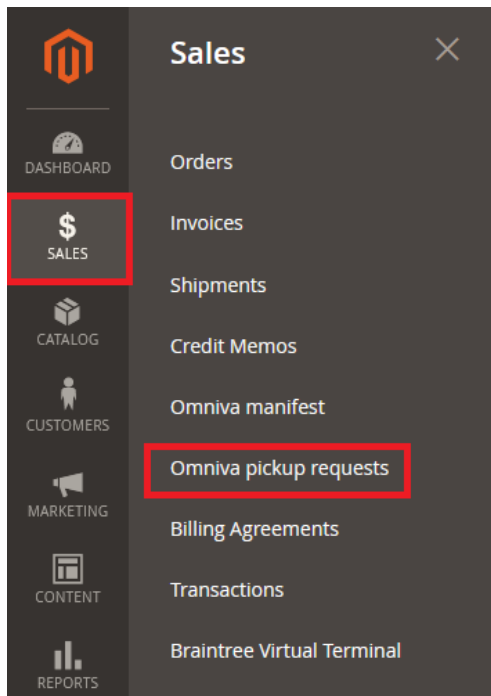 Sales
DASHBOARD
$
SALES
CATALOG
CUSTOMERS
MARKETING
CONTENT
REPORTS
Orders
Invoices
Shipments
Credit Memos
Omniva manifest
Omniva pickup requests
Billing Agreements
Transactions
Braintree Virtual Terminal